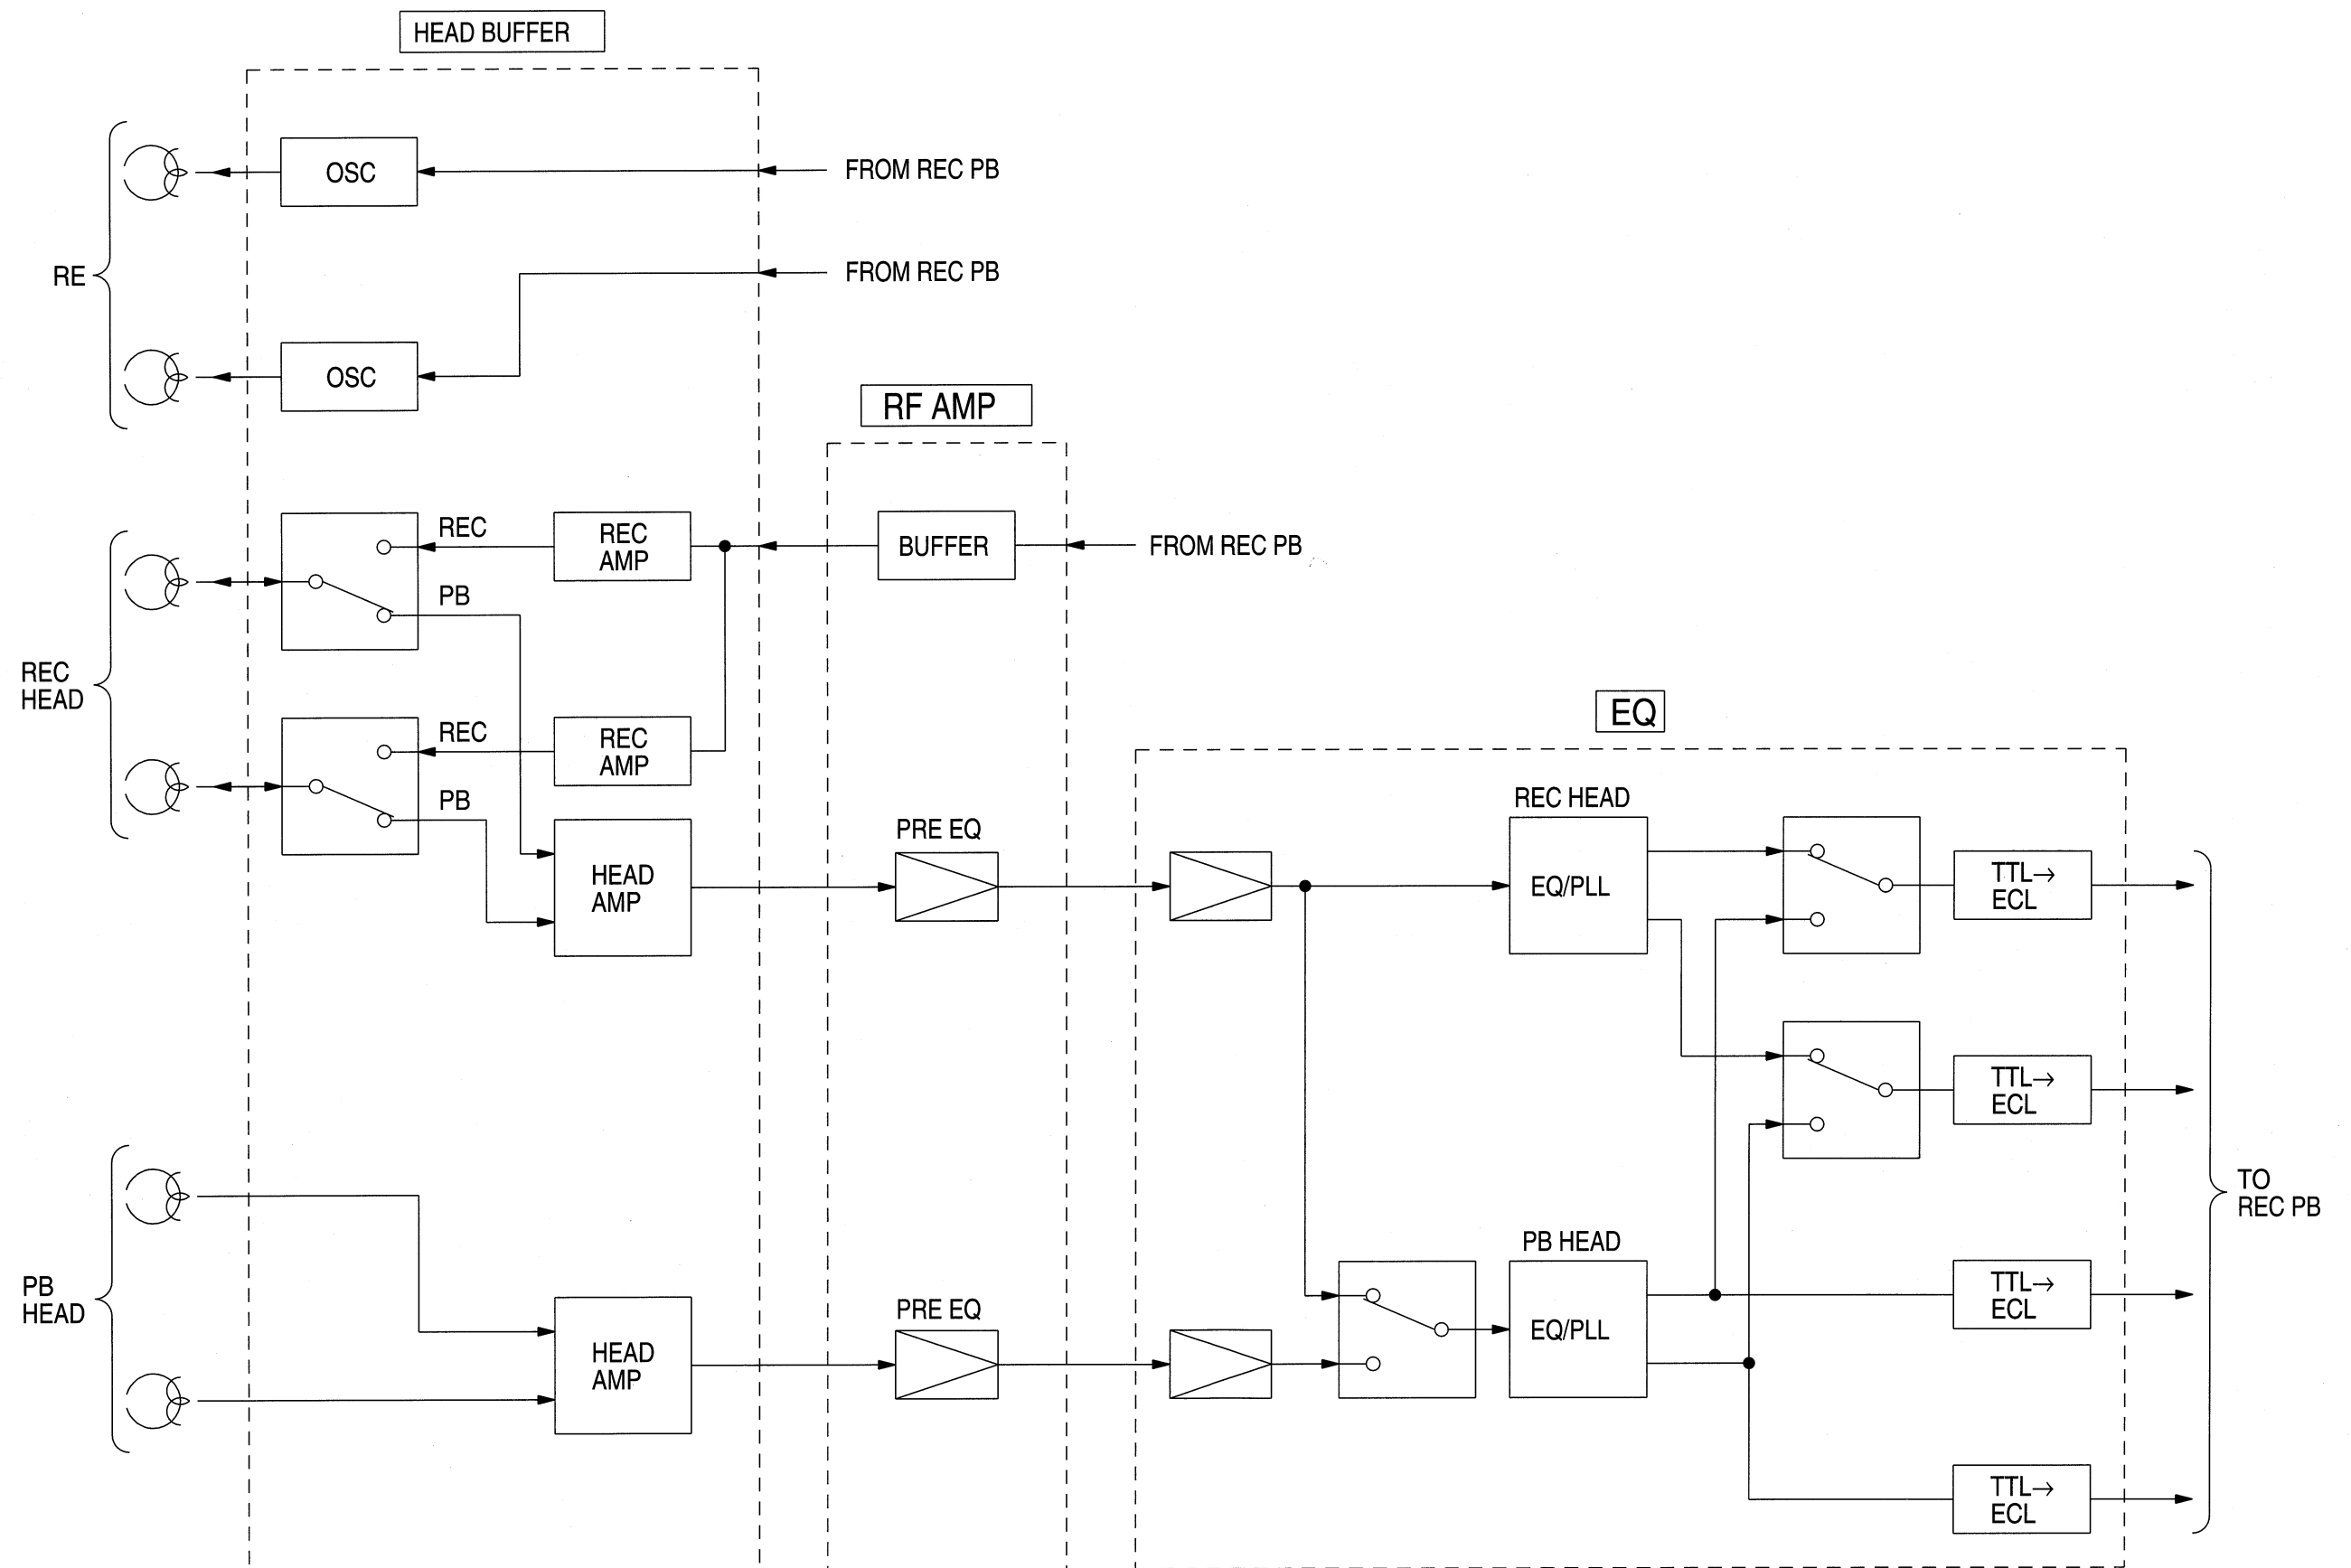 HEAD BUFFER
OSC
FROM REC PB
RE
FROM REC PB
OSC
RF AMP
REC
REC
AMP
BUFFER
FROM REC PB
PB
REC
HEAD
REC
REC
AMP
PB
EQ
REC HEAD
PRE EQ
HEAD
AMP
EQ/PLL
TTL→
ECL
TTL→
ECL
TO
REC PB
PB HEAD
PB
HEAD
PRE EQ
HEAD
AMP
EQ/PLL
TTL→
ECL
TTL→
ECL